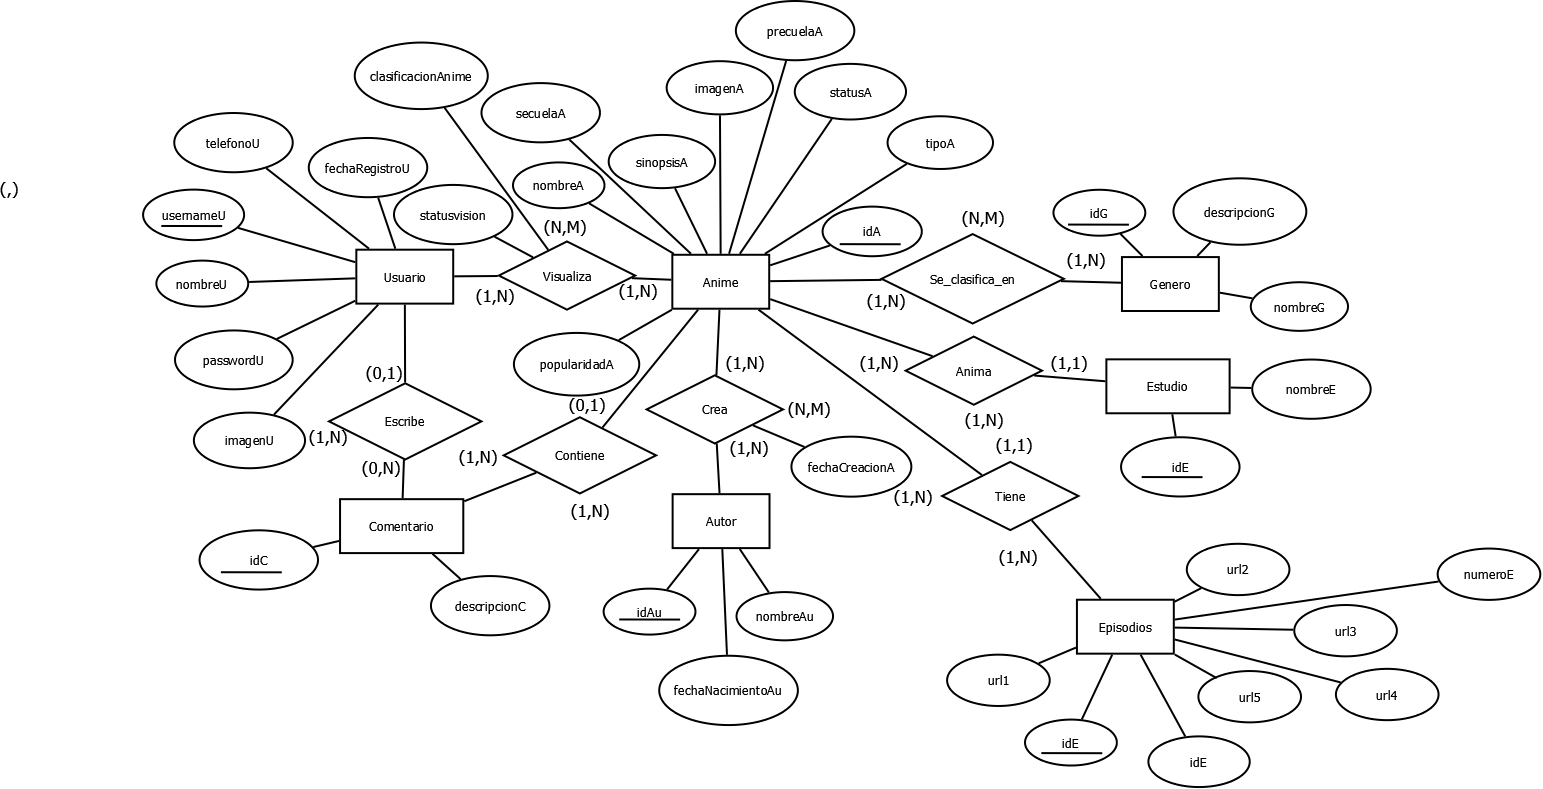 precuelaA
clasificacionAnime
imagenA
statusA
secuelaA
telefonoU
tipoA
fechaRegistroU
sinopsisA
nombreA
(,)
usernameU
statusvision
(N,M)
idA
(N,M)
idG
descripcionG
Usuario
Visualiza
Anime
Se_clasifica_en
(1,N)
Genero
nombreU
(1,N)
(1,N)
(1,N)
nombreG
passwordU
(0,1)
popularidadA
(1,N)
(1,N)
Anima
(1,1)
Estudio
nombreE
(0,1)
Crea
(N,M)
Escribe
(1,N)
imagenU
(1,N)
(1,N)
(1,1)
(0,N)
(1,N)
Contiene
fechaCreacionA
idE
(1,N)
Tiene
(1,N)
Comentario
Autor
(1,N)
idC
url2
numeroE
descripcionC
idAu
nombreAu
Episodios
url3
fechaNacimientoAu
url1
url5
url4
idE
idE